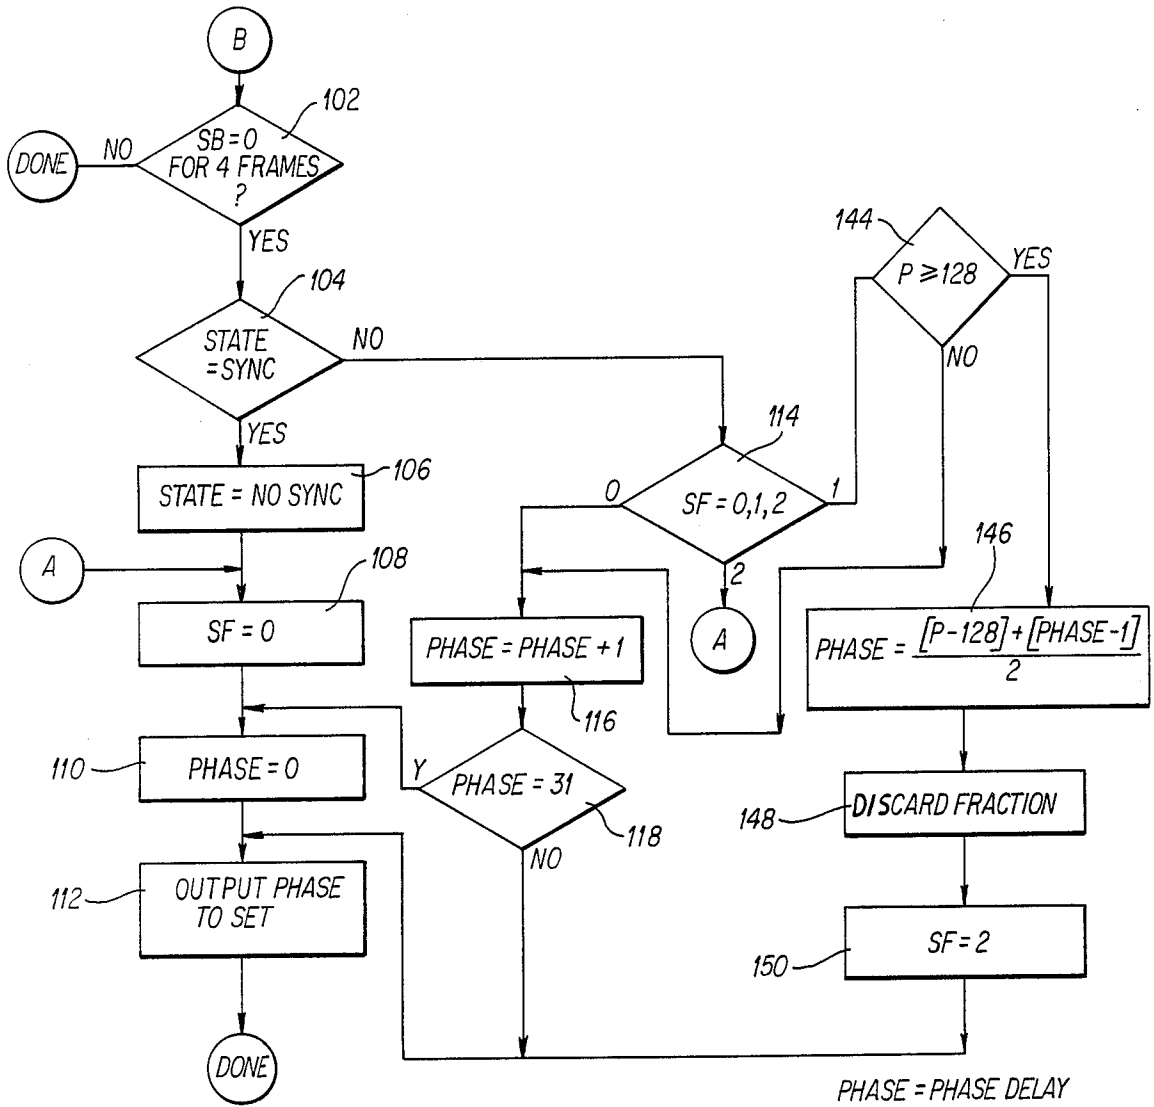 B
102
SB=0
FOR 4 FRAMES
?
NO
DONE
YES
104
STATE
=SYNC
NO
YES
106
STATE = NO SYNC
A
108
SF=0
110
PHASE=0
112
OUTPUT PHASE
TO SET
DONE
114
SF=0,1,2
0
1
2
A
PHASE=PHASE+1
116
PHASE=31
Y
118
NO
144
P≥128
YES
NO
146
PHASE= [P-128]+[PHASE-1]
2
DISCARD FRACTION
148
SF=2
150
PHASE=PHASE DELAY